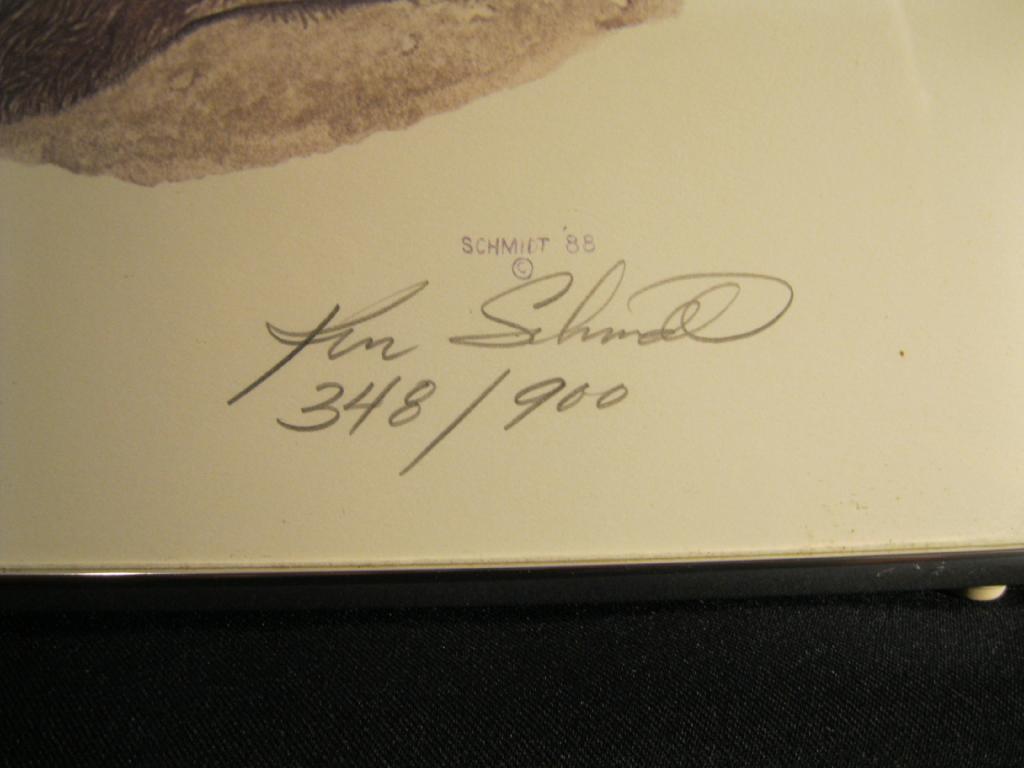 SCHMIDT '88
©
Ken Schmidt
348/900